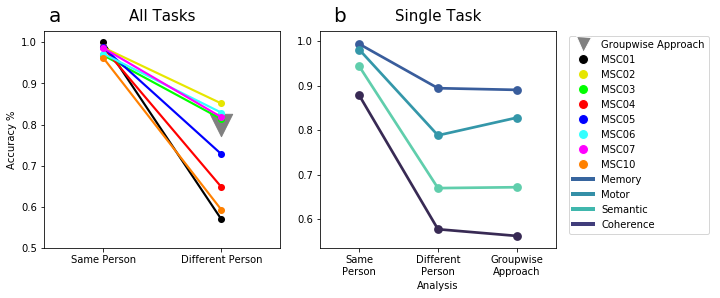 a
All Tasks
Accuracy %
1.0
0.9
0.8
0.7
0.6
0.5
Same Person
Different Person
b
Single Task
1.0
0.9
0.8
0.7
0.6
Same
Person
Different
Person
Groupwise
Approach
Analysis
Groupwise Approach
MSC01
MSC02
MSC03
MSC04
MSC05
MSC06
MSC07
MSC10
Memory
Motor
Semantic
Coherence